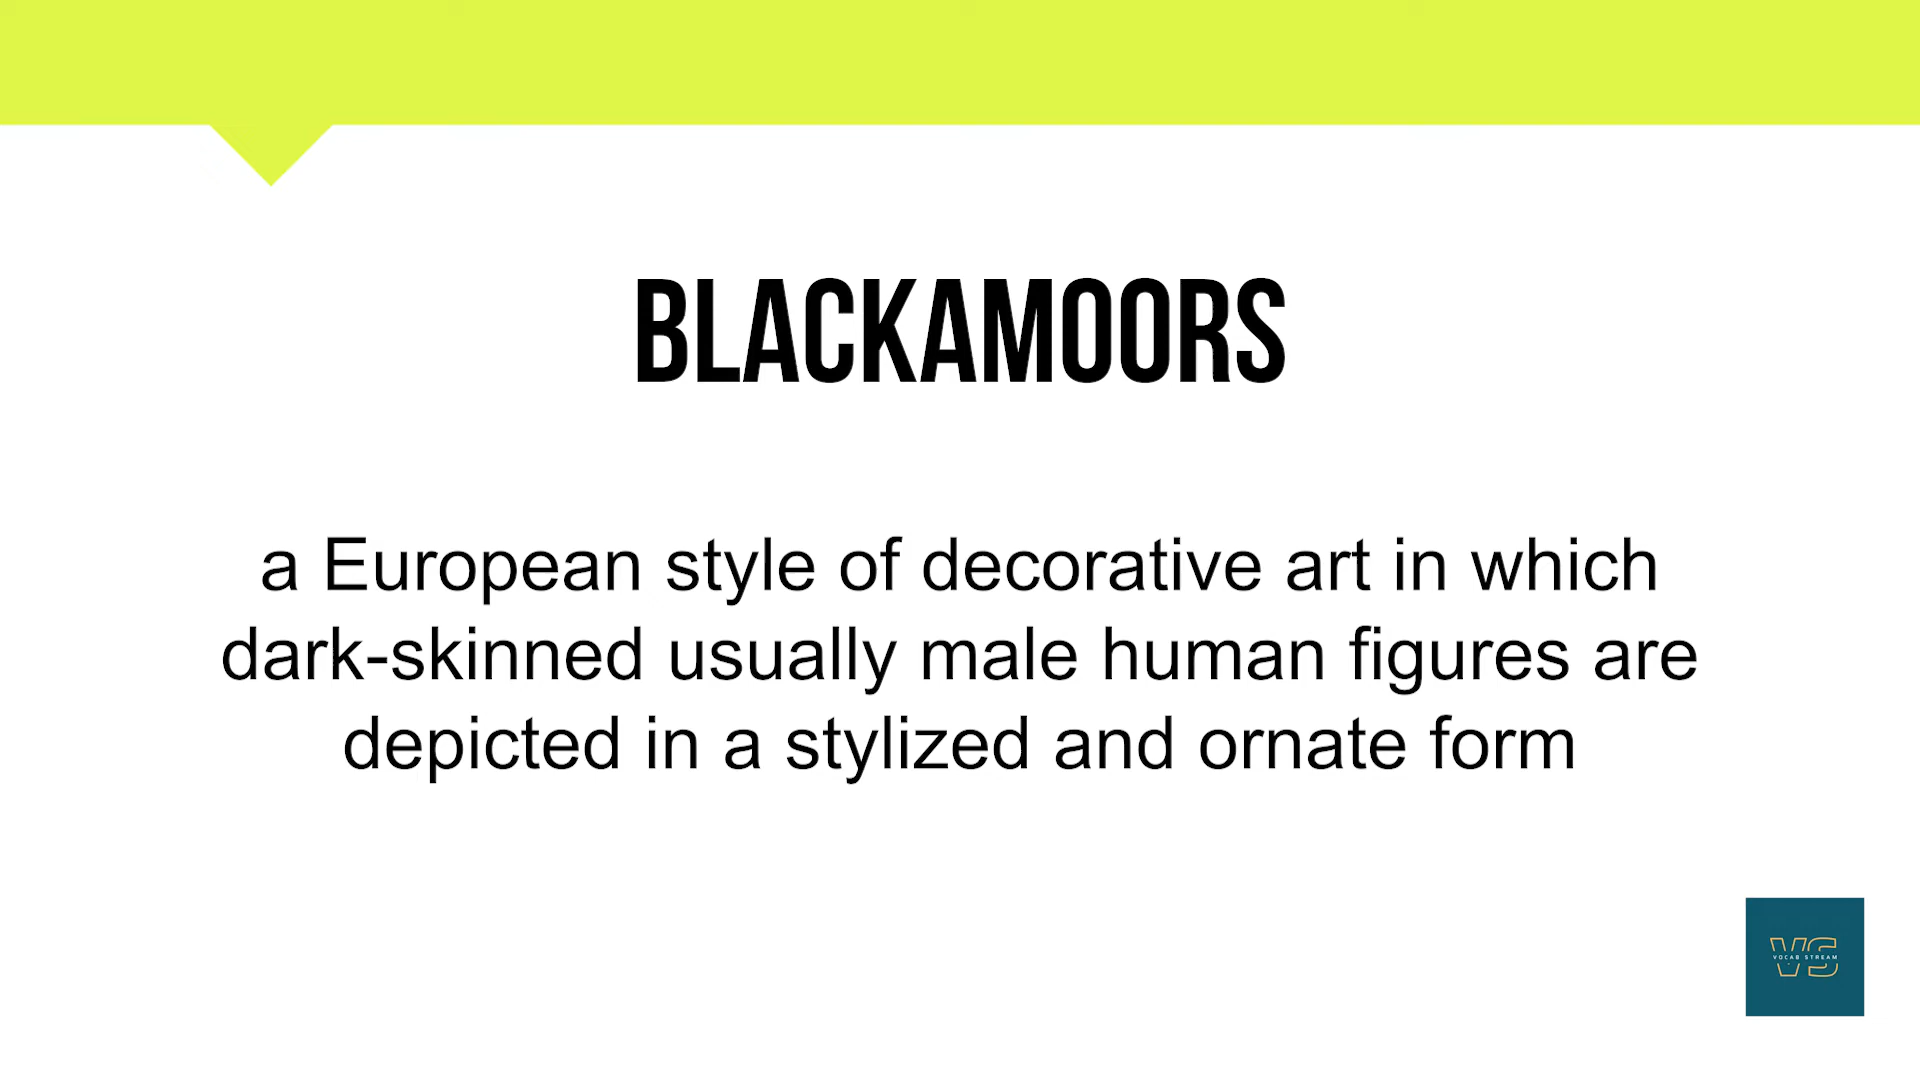 BLACKAMOORS
a European style of decorative art in which
dark-skinned usually male human figures are
depicted in a stylized and ornate form
VS
VOCAB STREAM